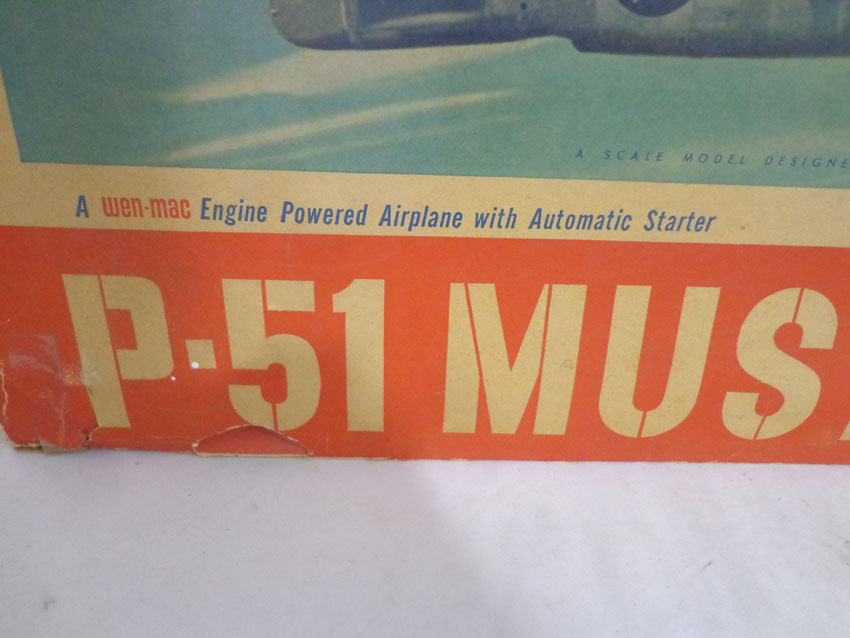 A SCALE MODEL DESIGNE
A wen-mac Engine Powered Airplane with Automatic Starter
P-51 MUS